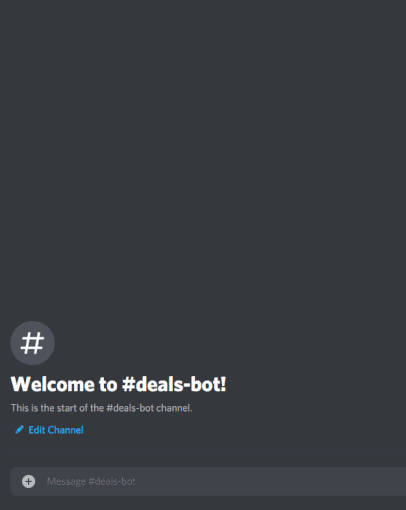 #
Welcome to #deals-bot!
This is the start of the #deals-bot channel.
Edit Channel
Message #deals-bot